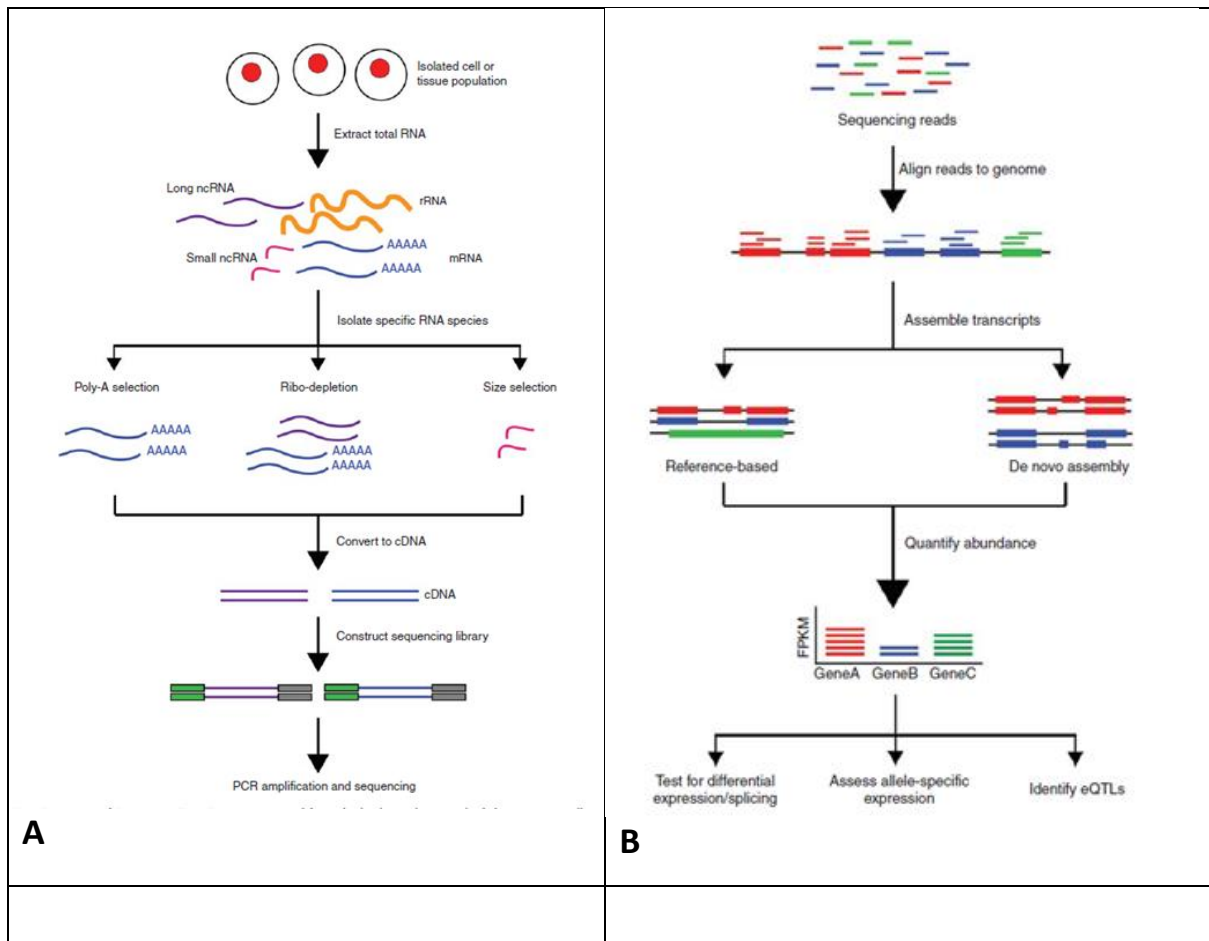 Isolated cell or
tissue population
Extract total RNA
Long ncRNA
rRNA
AAAAA
Small ncRNA
mRNA
AAAAA
Isolate specific RNA species
Poly-A selection
Ribo-depletion
Size selection
AAAAA
AAAAA
AAAAA
AAAAA
Convert to cDNA
cDNA
Construct sequencing library
PCR amplification and sequencing
A
Sequencing reads
Align reads to genome
Assemble transcripts
Reference-based
De novo assembly
Quantify abundance
FPKM
GeneA GeneB GeneC
Test for differential
expression/splicing
Assess allele-specific
expression
Identify eQTLs
B